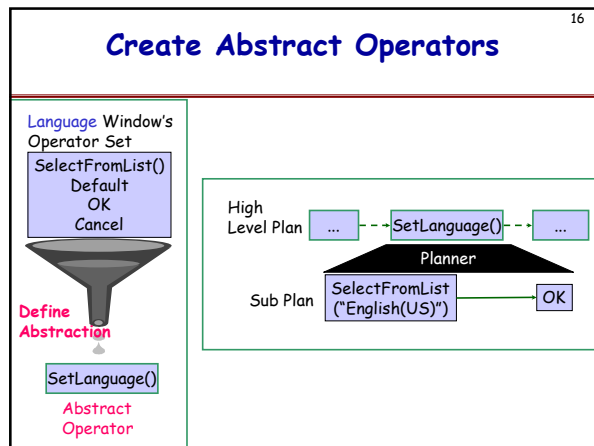 16
Create Abstract Operators
Language Window's
Operator Set
SelectFromList()
Default
OK
Cancel
Define
Abstraction
SetLanguage()
Abstract
Operator
High
Level Plan
...
SetLanguage()
...
Planner
Sub Plan
SelectFromList
("English(US)")
OK